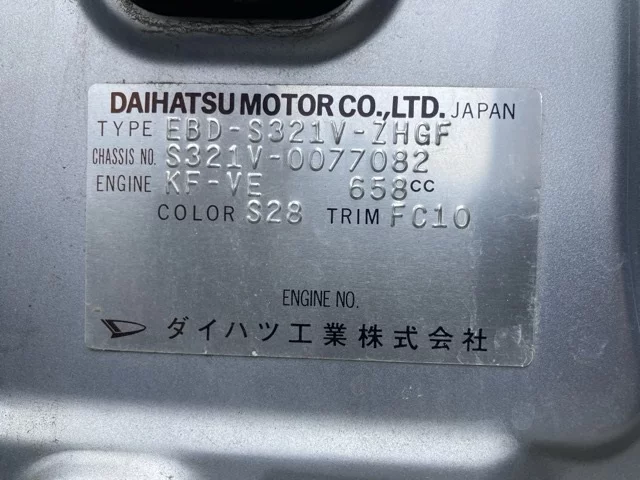 DAIHATSU MOTOR CO.,LTD. JAPAN
TYPE EBD-S321V-ZHGF
CHASSIS NO. S321V-0077082
ENGINE KF-VE 658CC
COLOR S28 TRIM FC10
ENGINE NO.
ダイハツ工業株式会社